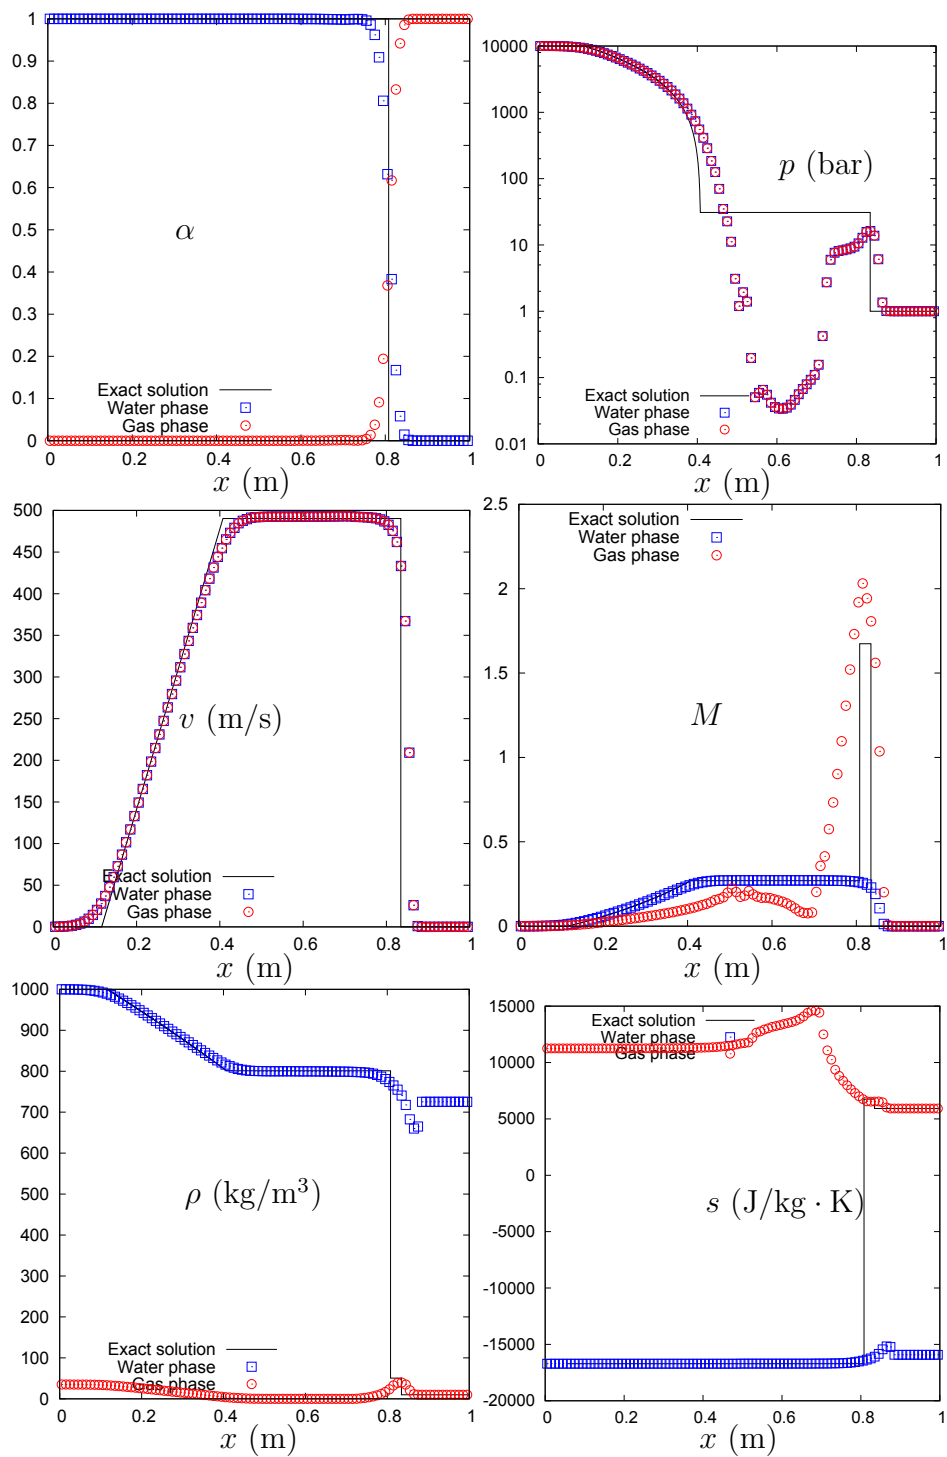 1
0.9
0.8
0.7
0.6
0.5
0.4
0.3
0.2
0.1
0
α
Exact solution
Water phase
Gas phase
0 0.2 0.4 0.6 0.8 1
x (m)
10000
1000
100
10
1
0.1
0.01
p (bar)
Exact solution
Water phase
Gas phase
0 0.2 0.4 0.6 0.8 1
x (m)
500
450
400
350
300
250
200
150
100
50
0
v (m/s)
Exact solution
Water phase
Gas phase
0 0.2 0.4 0.6 0.8 1
x (m)
2.5
2
1.5
1
0.5
0
Exact solution
Water phase
Gas phase
M
0 0.2 0.4 0.6 0.8 1
x (m)
1000
900
800
700
600
500
400
300
200
100
0
ρ (kg/m³)
Exact solution
Water phase
Gas phase
0 0.2 0.4 0.6 0.8 1
x (m)
15000
10000
5000
0
-5000
-10000
-15000
-20000
Exact solution
Water phase
Gas phase
s (J/kg · K)
0 0.2 0.4 0.6 0.8 1
x (m)